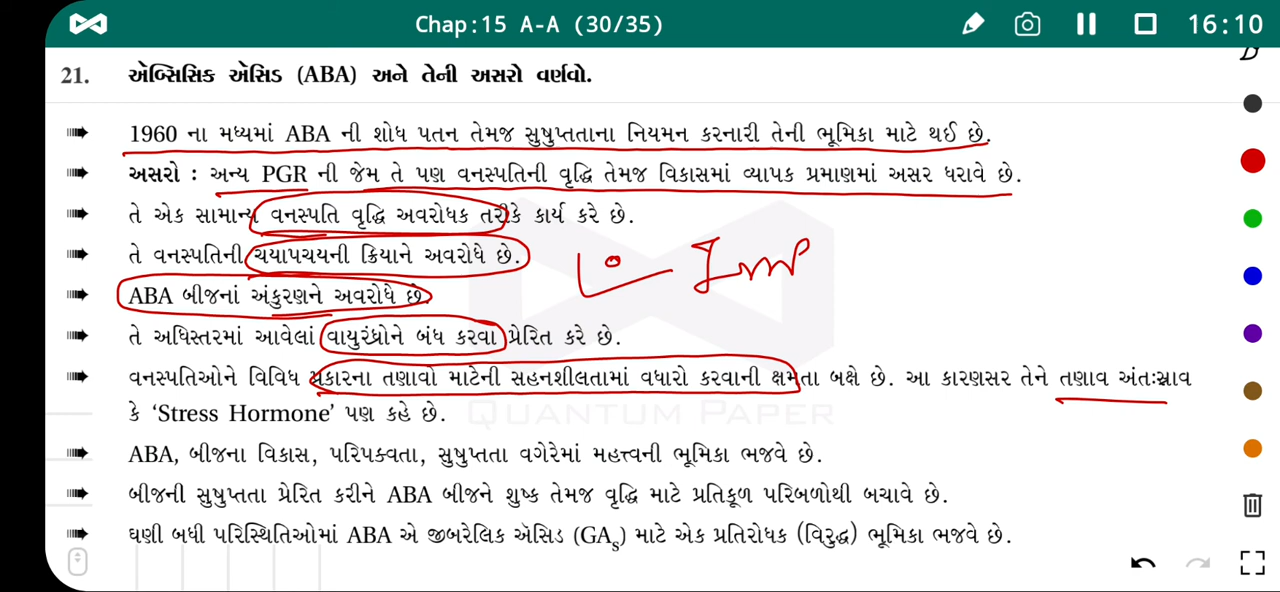 Chap:15 A-A (30/35)
16:10
21. ઍબ્સિસિક ઍસિડ (ABA) અને તેની અસરો વર્ણવો.
1960 ના મધ્યમાં ABA ની શોધ પતન તેમજ સુષુપ્તતાના નિયમન કરનારી તેની ભૂમિકા માટે થઈ છે.
અસરો : અન્ય PGR ની જેમ તે પણ વનસ્પતિની વૃદ્ધિ તેમજ વિકાસમાં વ્યાપક પ્રમાણમાં અસર ધરાવે છે.
તે એક સામાન્ય વનસ્પતિ વૃદ્ધિ અવરોધક તરીકે કાર્ય કરે છે.
તે વનસ્પતિની ચયાપચયની ક્રિયાને અવરોધે છે.
Imp
ABA બીજનાં અંકુરણને અવરોધે છે.
તે અધિસ્તરમાં આવેલાં વાયુરંધ્રોને બંધ કરવા પ્રેરિત કરે છે.
વનસ્પતિઓને વિવિધ પ્રકારના તણાવો માટેની સહનશીલતામાં વધારો કરવાની ક્ષમતા બક્ષે છે. આ કારણસર તેને તણાવ અંતઃસ્રાવ
કે ‘Stress Hormone’ પણ કહે છે.
QUANTUM PAPER
ABA, બીજના વિકાસ, પરિપક્વતા, સુષુપ્તતા વગેરેમાં મહત્ત્વની ભૂમિકા ભજવે છે.
બીજની સુષુપ્તતા પ્રેરિત કરીને ABA બીજને શુષ્ક તેમજ વૃદ્ધિ માટે પ્રતિકૂળ પરિબળોથી બચાવે છે.
ઘણી બધી પરિસ્થિતિઓમાં ABA એ જીબરેલિક ઍસિડ (GAs) માટે એક પ્રતિરોધક (વિરુદ્ધ) ભૂમિકા ભજવે છે.